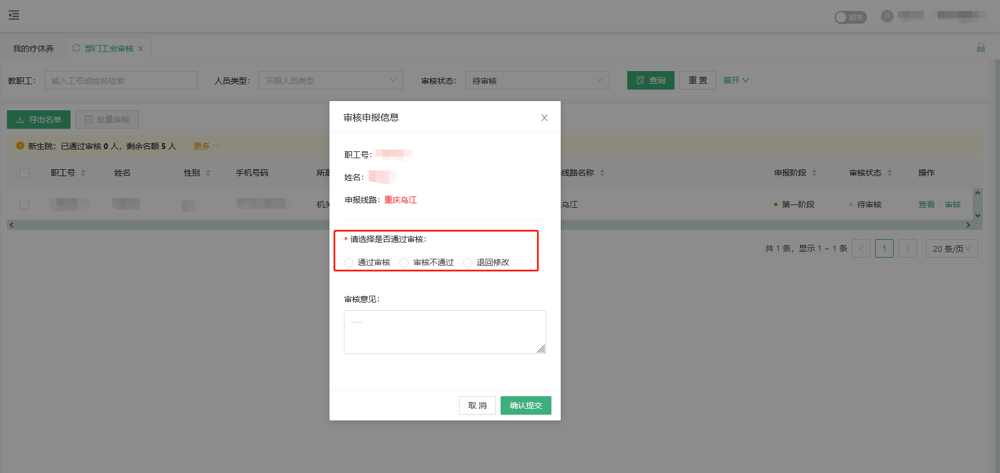 明亮
我的疗休养 部门工会审核
教职工： 输入工号或姓名检索 人员类型： 不限人员类型 审核状态： 待审核 查询 重 置 展开
导出名单 批量审核
新生院：已通过审核 0 人，剩余名额 5 人 更多 ···
职工号 姓名 性别 手机号码 所属 线路名称 申报阶段 审核状态 操作
机关 乌江 第一阶段 待审核 查看 审核
共 1 条，显示 1 ~ 1 条 < 1 > 20 条/页
审核申报信息
职工号：
姓名：
申报线路：重庆乌江
* 请选择是否通过审核：
通过审核 审核不通过 退回修改
审核意见：
......
取 消 确认提交